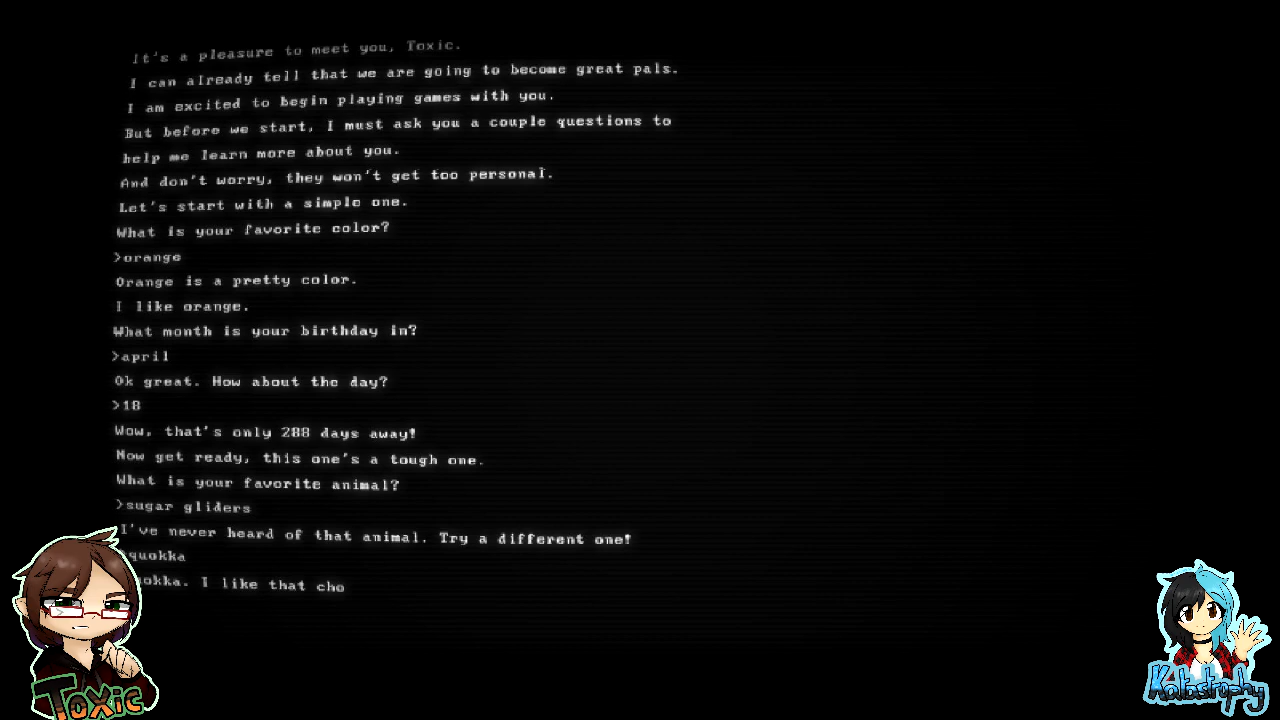 It's a pleasure to meet you, Toxic.
I can already tell that we are going to become great pals.
I am excited to begin playing games with you.
But before we start, I must ask you a couple questions to
help me learn more about you.
And don't worry, they won't get too personal.
Let's start with a simple one.
What is your favorite color?
>orange
Orange is a pretty color.
I like orange.
What month is your birthday in?
>april
Ok great. How about the day?
>18
Wow, that's only 288 days away!
Now get ready, this one's a tough one.
What is your favorite animal?
>sugar gliders
I've never heard of that animal. Try a different one!
quokka
uokka. I like that cho
Toxic
Katastrophy